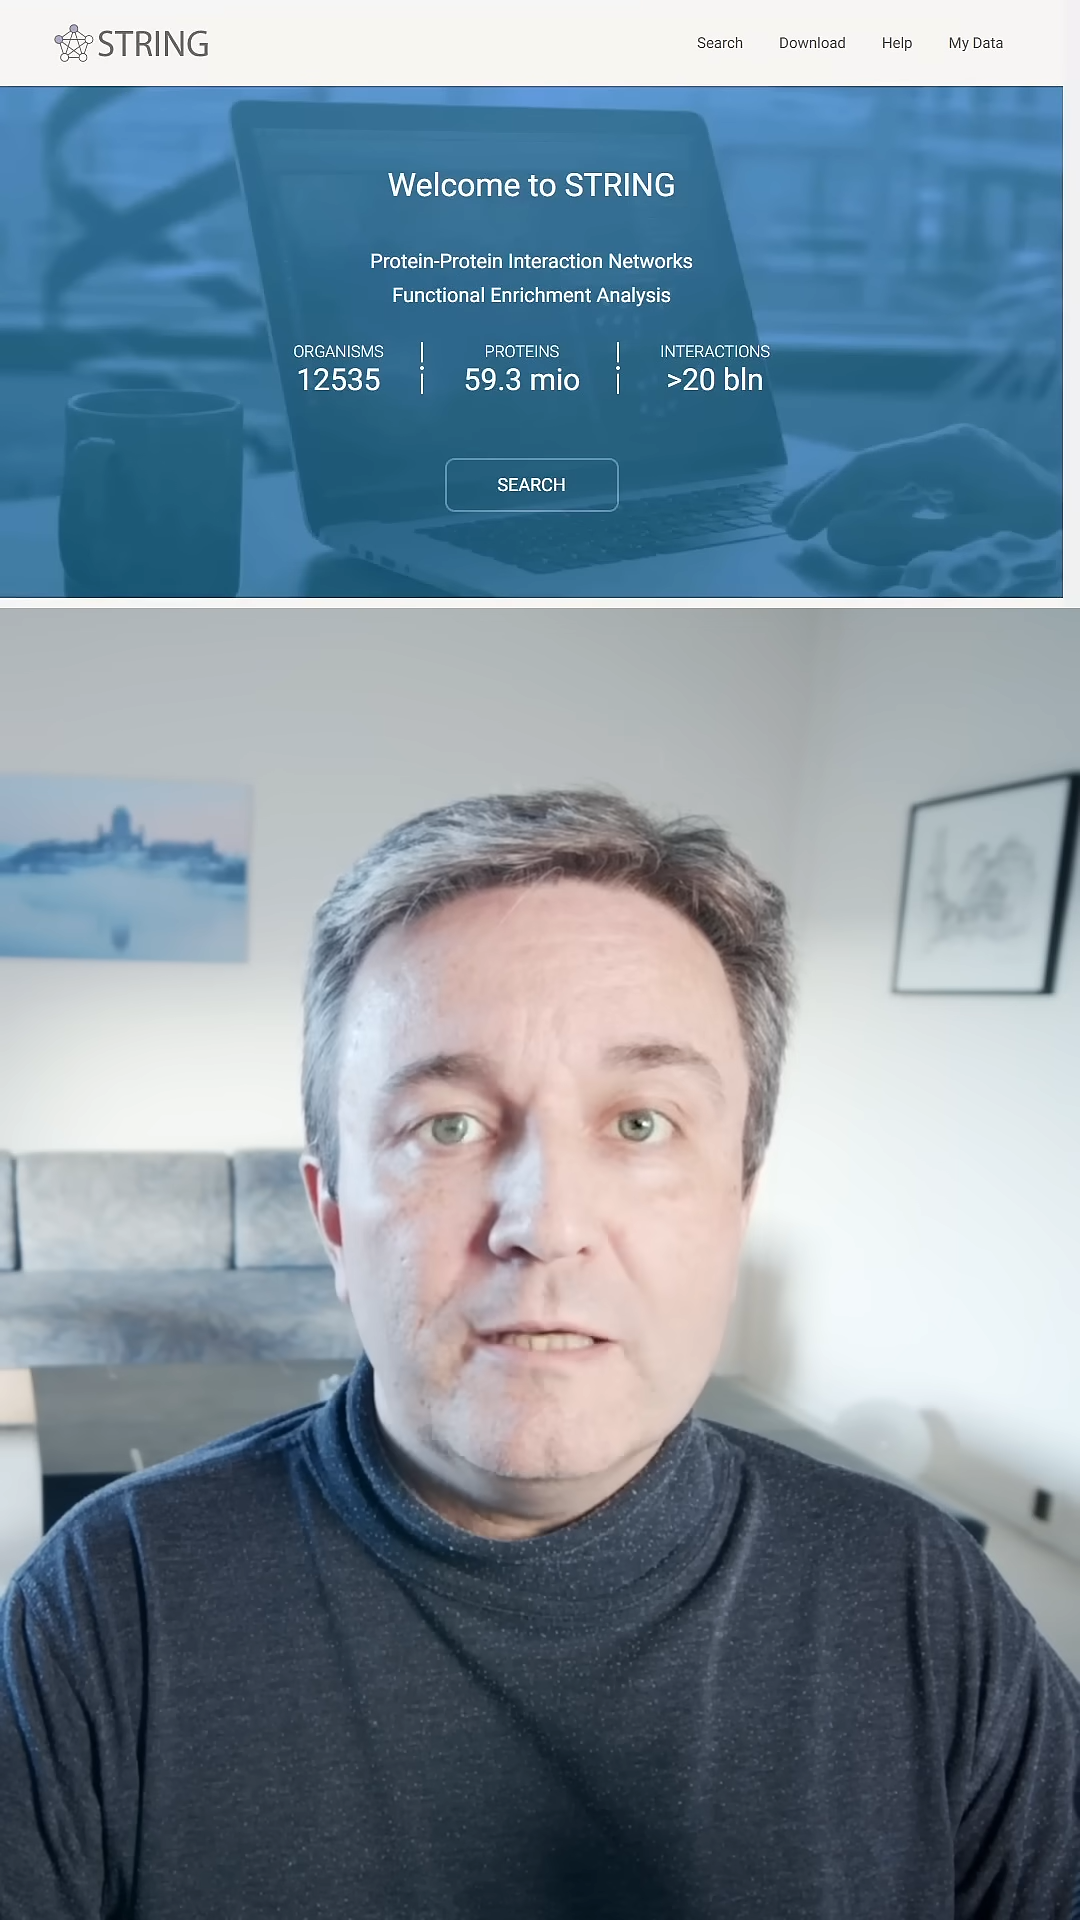 STRING
Search Download Help My Data
Welcome to STRING
Protein-Protein Interaction Networks
Functional Enrichment Analysis
ORGANISMS PROTEINS INTERACTIONS
12535 59.3 mio >20 bln
SEARCH